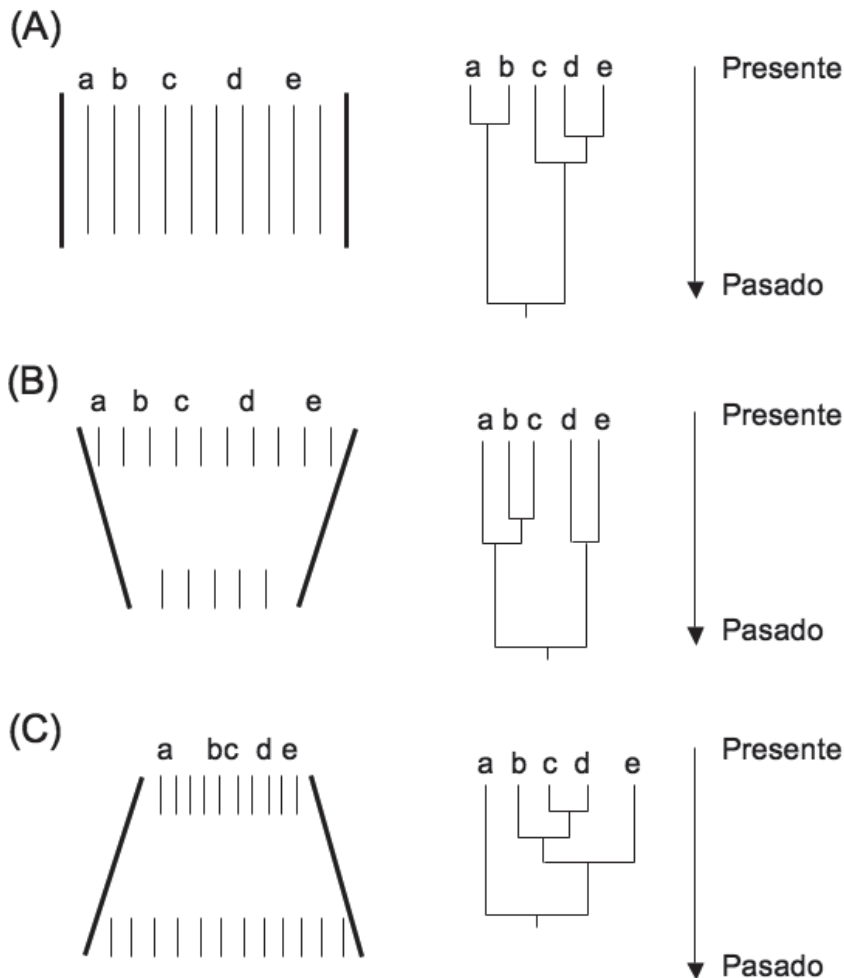 (A)
a b c d e
a b c d e
Presente
Pasado
(B)
a b c d e
a b c d e
Presente
Pasado
(C)
a bc d e
a b c d e
Presente
Pasado